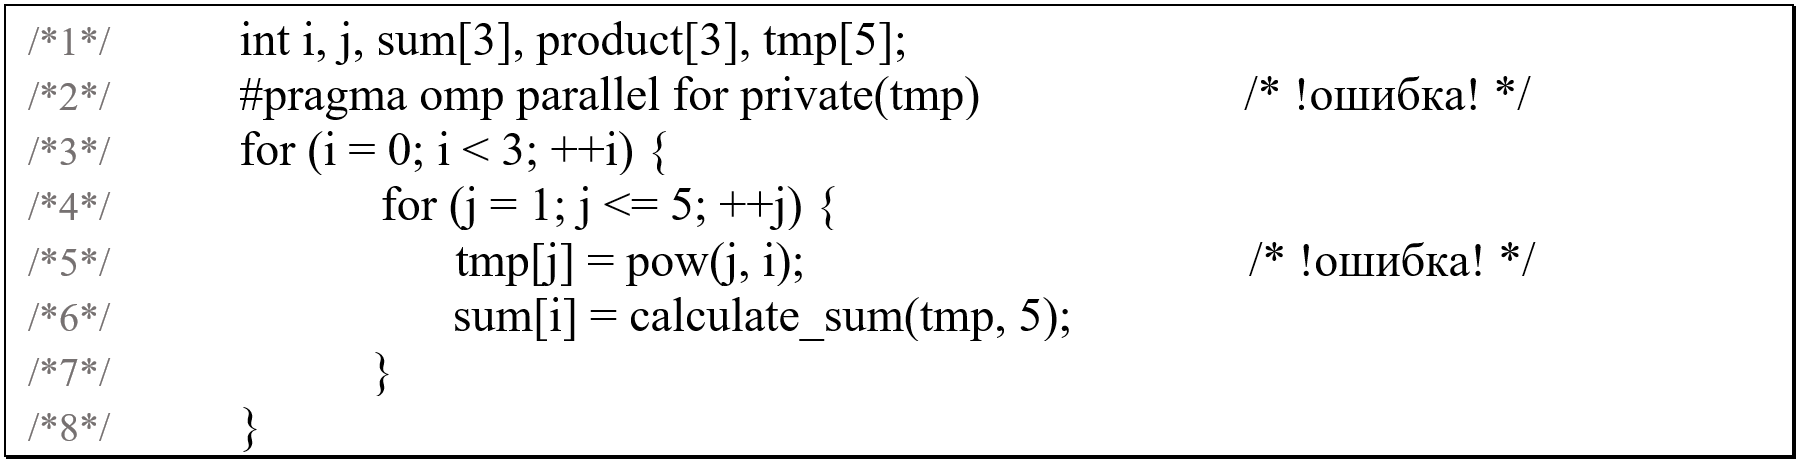 /*1*/ int i, j, sum[3], product[3], tmp[5];
/*2*/ #pragma omp parallel for private(tmp) /* !ошибка! */
/*3*/ for (i = 0; i < 3; ++i) {
/*4*/ for (j = 1; j <= 5; ++j) {
/*5*/ tmp[j] = pow(j, i); /* !ошибка! */
/*6*/ sum[i] = calculate_sum(tmp, 5);
/*7*/ }
/*8*/ }